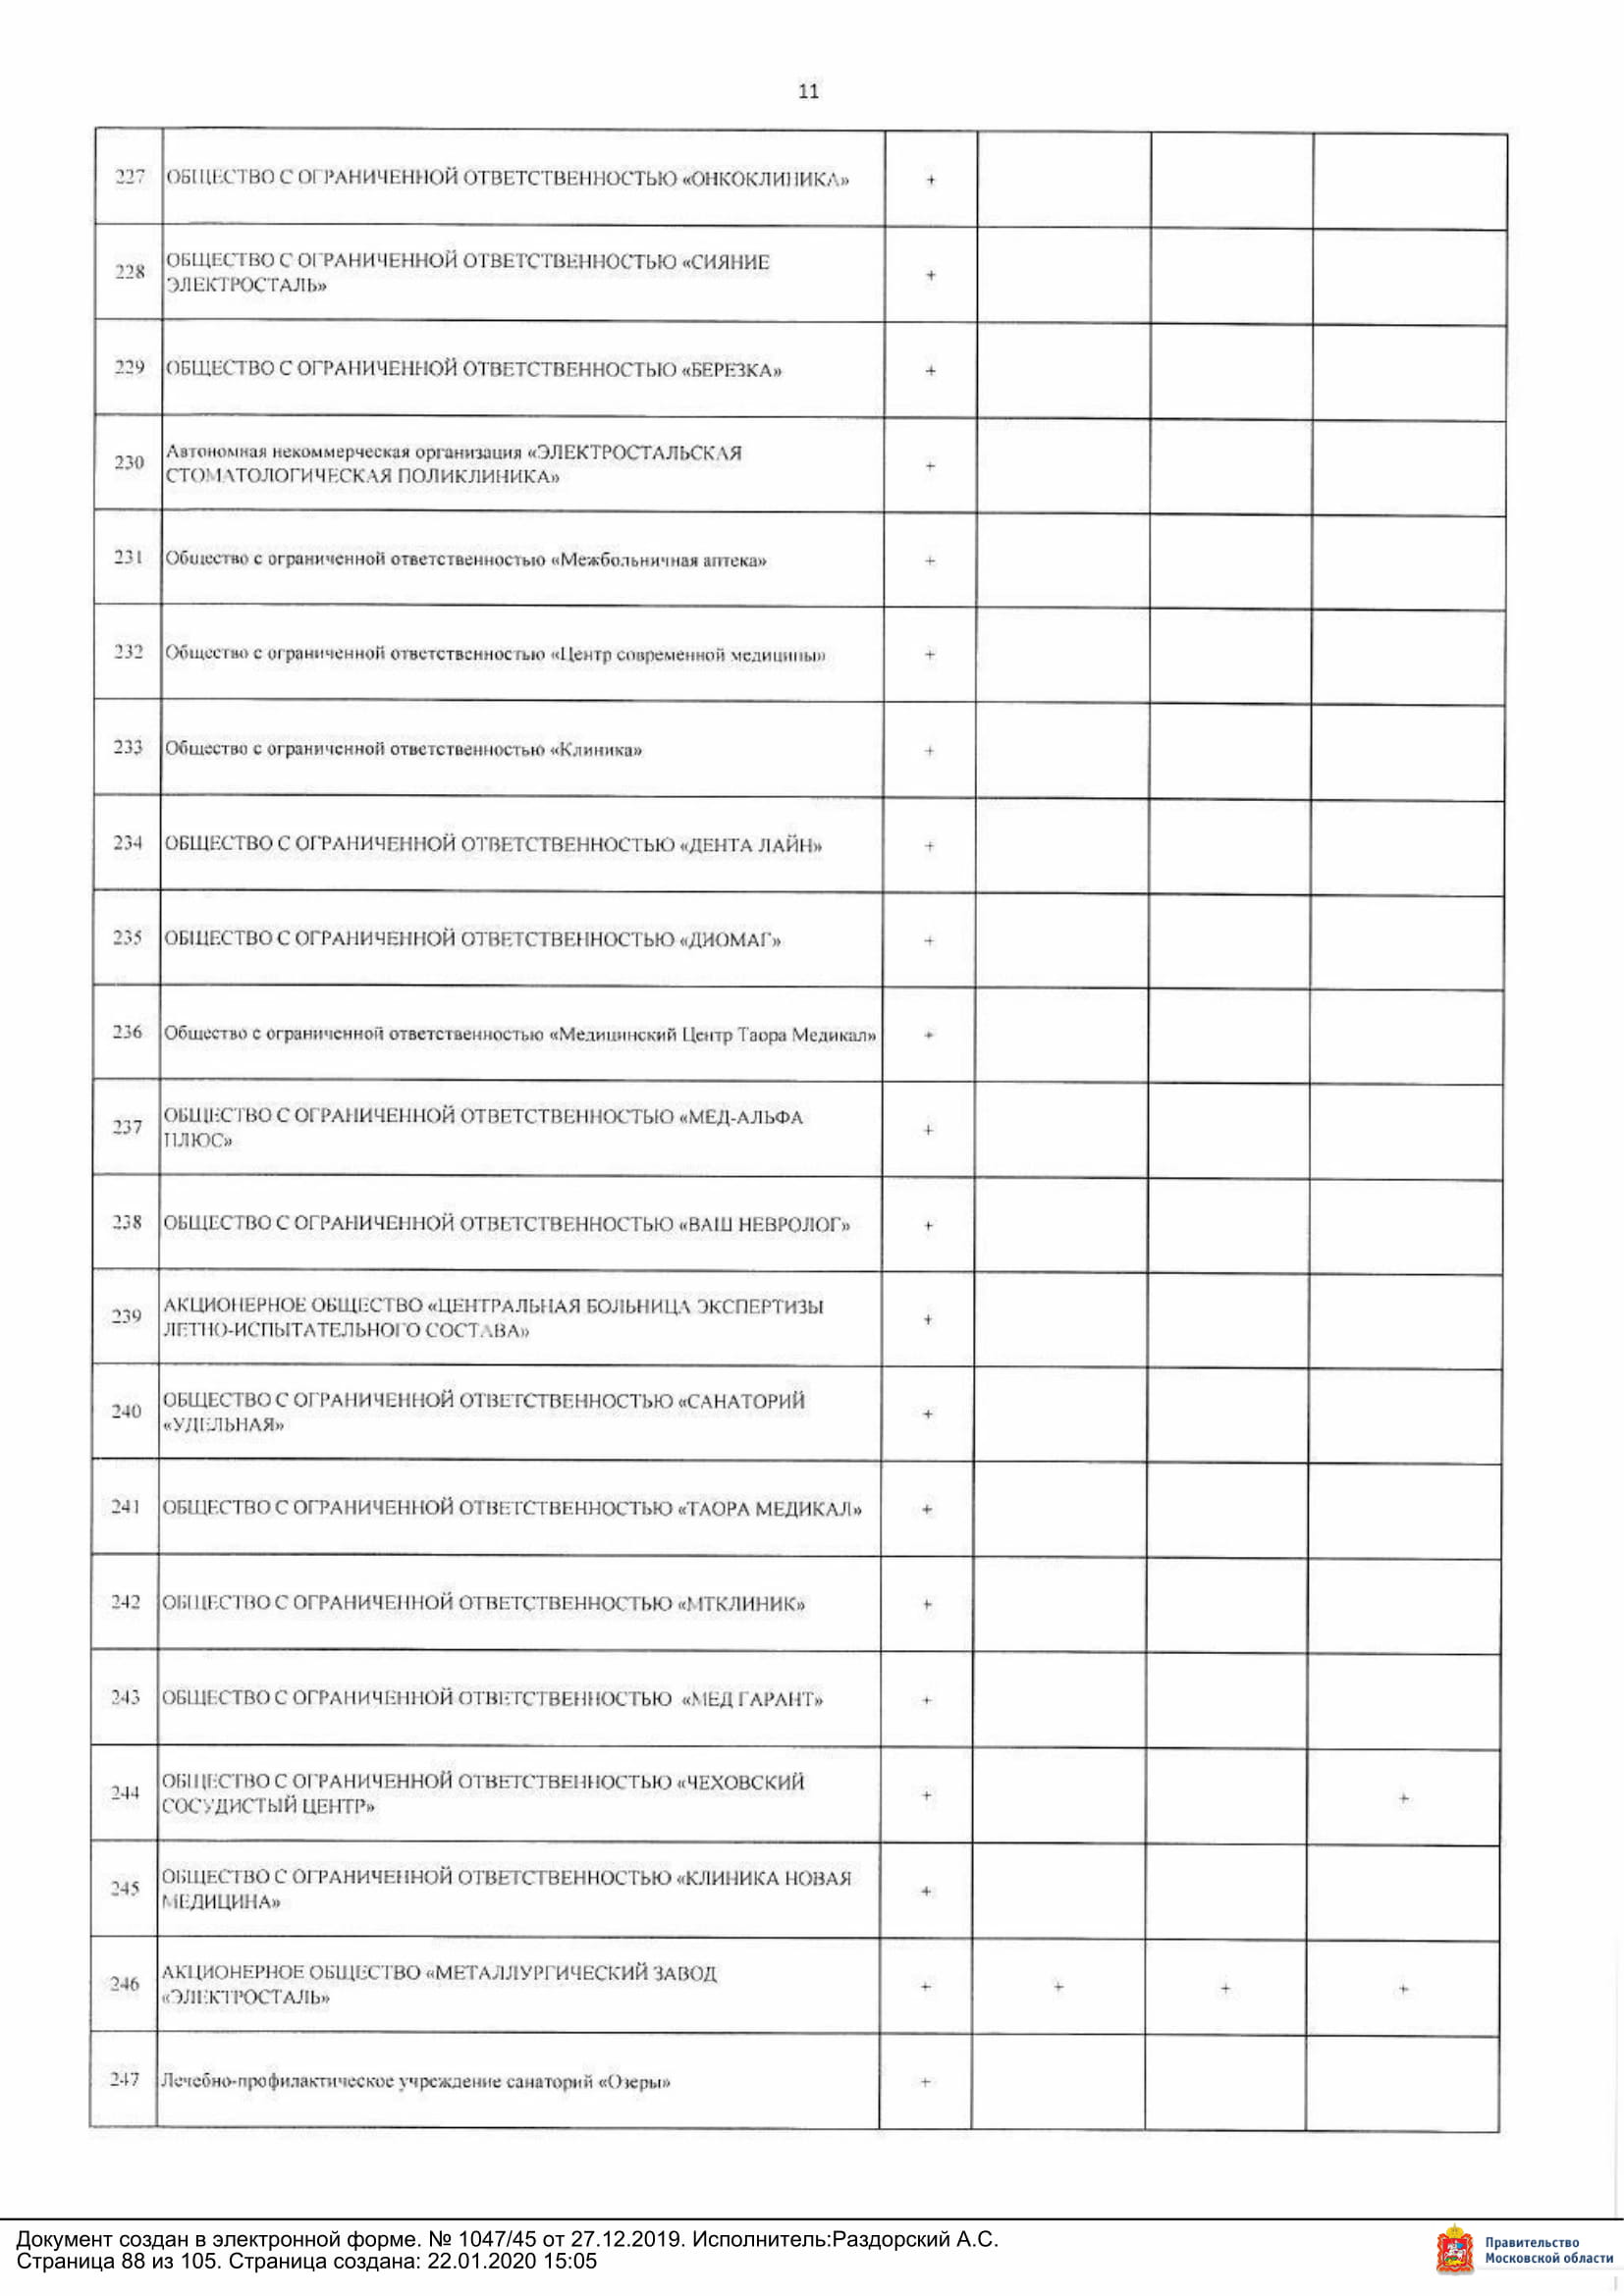 11
227 ОБЩЕСТВО С ОГРАНИЧЕННОЙ ОТВЕТСТВЕННОСТЬЮ «ОНКОКЛИНИКА» +
228 ОБЩЕСТВО С ОГРАНИЧЕННОЙ ОТВЕТСТВЕННОСТЬЮ «СИЯНИЕ
ЭЛЕКТРОСТАЛЬ» +
229 ОБЩЕСТВО С ОГРАНИЧЕННОЙ ОТВЕТСТВЕННОСТЬЮ «БЕРЕЗКА» +
230 Автономная некоммерческая организация «ЭЛЕКТРОСТАЛЬСКАЯ
СТОМАТОЛОГИЧЕСКАЯ ПОЛИКЛИНИКА» +
231 Общество с ограниченной ответственностью «Межбольничная аптека» +
232 Общество с ограниченной ответственностью «Центр современной медицины» +
233 Общество с ограниченной ответственностью «Клиника» +
234 ОБЩЕСТВО С ОГРАНИЧЕННОЙ ОТВЕТСТВЕННОСТЬЮ «ДЕНТА ЛАЙН» +
235 ОБЩЕСТВО С ОГРАНИЧЕННОЙ ОТВЕТСТВЕННОСТЬЮ «ДИОМАГ» +
236 Общество с ограниченной ответственностью «Медицинский Центр Таора Медикал» +
237 ОБЩЕСТВО С ОГРАНИЧЕННОЙ ОТВЕТСТВЕННОСТЬЮ «МЕД-АЛЬФА
ПЛЮС» +
238 ОБЩЕСТВО С ОГРАНИЧЕННОЙ ОТВЕТСТВЕННОСТЬЮ «ВАШ НЕВРОЛОГ» +
239 АКЦИОНЕРНОЕ ОБЩЕСТВО «ЦЕНТРАЛЬНАЯ БОЛЬНИЦА ЭКСПЕРТИЗЫ
ЛЕТНО-ИСПЫТАТЕЛЬНОГО СОСТАВА» +
240 ОБЩЕСТВО С ОГРАНИЧЕННОЙ ОТВЕТСТВЕННОСТЬЮ «САНАТОРИЙ
«УДЕЛЬНАЯ» +
241 ОБЩЕСТВО С ОГРАНИЧЕННОЙ ОТВЕТСТВЕННОСТЬЮ «ТАОРА МЕДИКАЛ» +
242 ОБЩЕСТВО С ОГРАНИЧЕННОЙ ОТВЕТСТВЕННОСТЬЮ «МТКЛИНИК» +
243 ОБЩЕСТВО С ОГРАНИЧЕННОЙ ОТВЕТСТВЕННОСТЬЮ «МЕД ГАРАНТ» +
244 ОБЩЕСТВО С ОГРАНИЧЕННОЙ ОТВЕТСТВЕННОСТЬЮ «ЧЕХОВСКИЙ
СОСУДИСТЫЙ ЦЕНТР» + +
245 ОБЩЕСТВО С ОГРАНИЧЕННОЙ ОТВЕТСТВЕННОСТЬЮ «КЛИНИКА НОВАЯ
МЕДИЦИНА» +
246 АКЦИОНЕРНОЕ ОБЩЕСТВО «МЕТАЛЛУРГИЧЕСКИЙ ЗАВОД
«ЭЛЕКТРОСТАЛЬ» + + + +
247 Лечебно-профилактическое учреждение санаторий «Озеры» +
Документ создан в электронной форме. № 1047/45 от 27.12.2019. Исполнитель:Раздорский А.С.
Страница 88 из 105. Страница создана: 22.01.2020 15:05
Правительство
Московской области